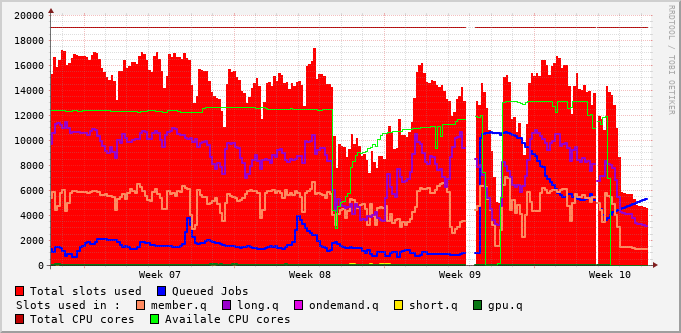 RRDTOOL / TOBI OETIKER
20000
18000
16000
14000
12000
10000
8000
6000
4000
2000
0
Week 07 Week 08 Week 09 Week 10
Total slots used Queued Jobs
Slots used in : member.q long.q ondemand.q short.q gpu.q
Total CPU cores Availale CPU cores